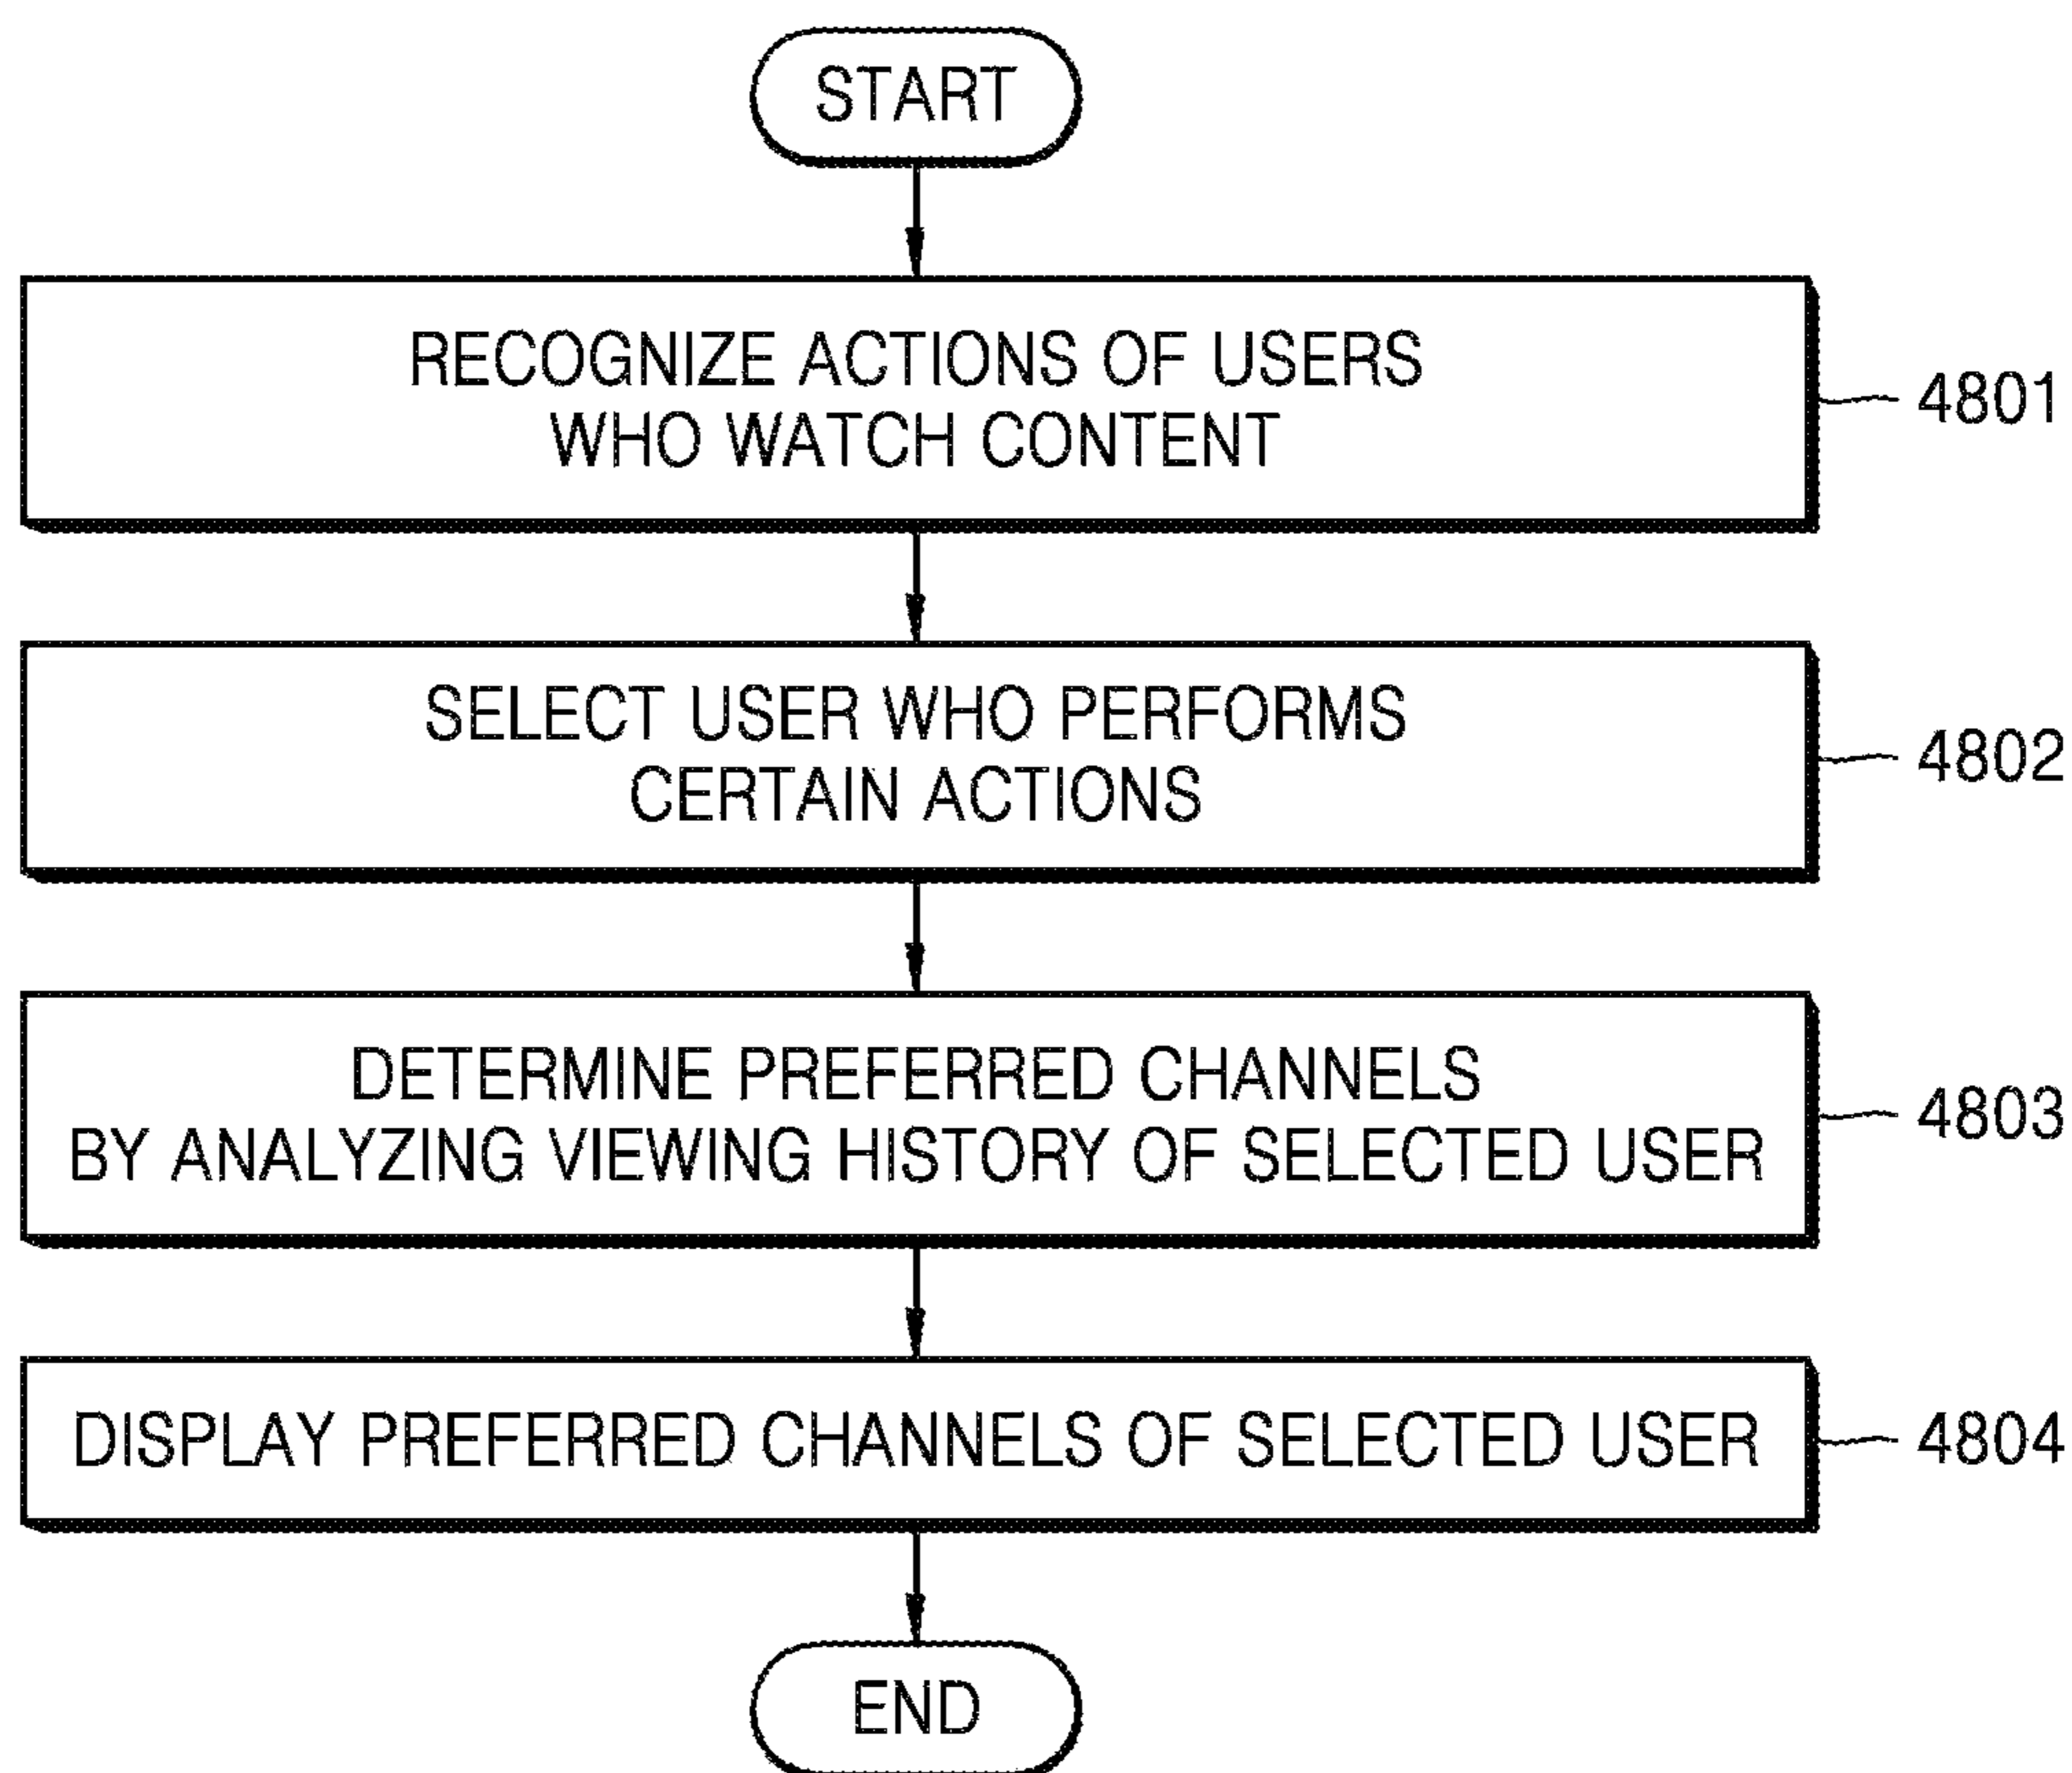 START
RECOGNIZE ACTIONS OF USERS
WHO WATCH CONTENT
4801
SELECT USER WHO PERFORMS
CERTAIN ACTIONS
4802
DETERMINE PREFERRED CHANNELS
BY ANALYZING VIEWING HISTORY OF SELECTED USER
4803
DISPLAY PREFERRED CHANNELS OF SELECTED USER
4804
END